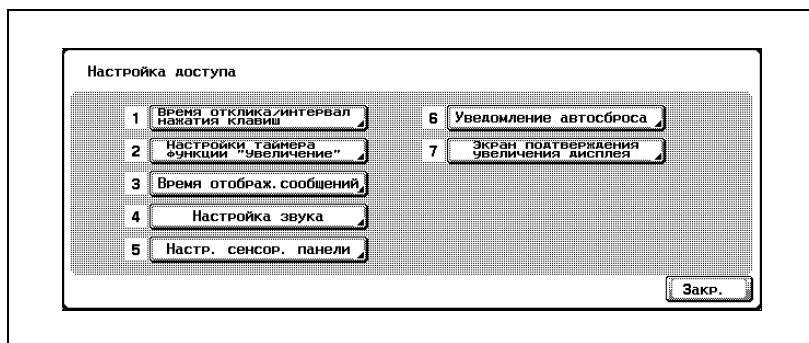 Настройка доступа
1 Время отклика/интервал
нажатия клавиш
2 Настройки таймера
функции "Увеличение"
3 Время отображ.сообщений
4 Настройка звука
5 Настр. сенсор. панели
6 Уведомление автосброса
7 Экран подтверждения
увеличения дисплея
Закр.